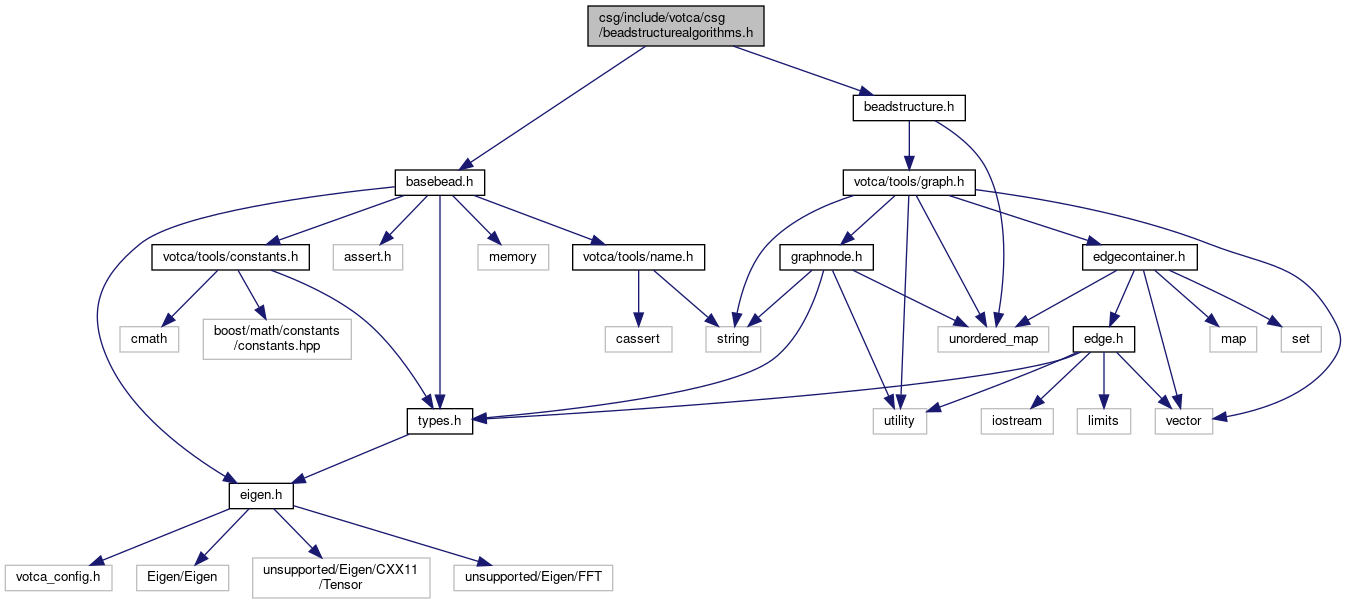 csg/include/votca/csg
/beadstructurealgorithms.h
beadstructure.h
basebead.h
votca/tools/graph.h
votca/tools/constants.h
assert.h
memory
votca/tools/name.h
graphnode.h
edgecontainer.h
cmath
boost/math/constants
/constants.hpp
cassert
string
unordered_map
edge.h
map
set
types.h
utility
iostream
limits
vector
eigen.h
votca_config.h
Eigen/Eigen
unsupported/Eigen/CXX11
/Tensor
unsupported/Eigen/FFT